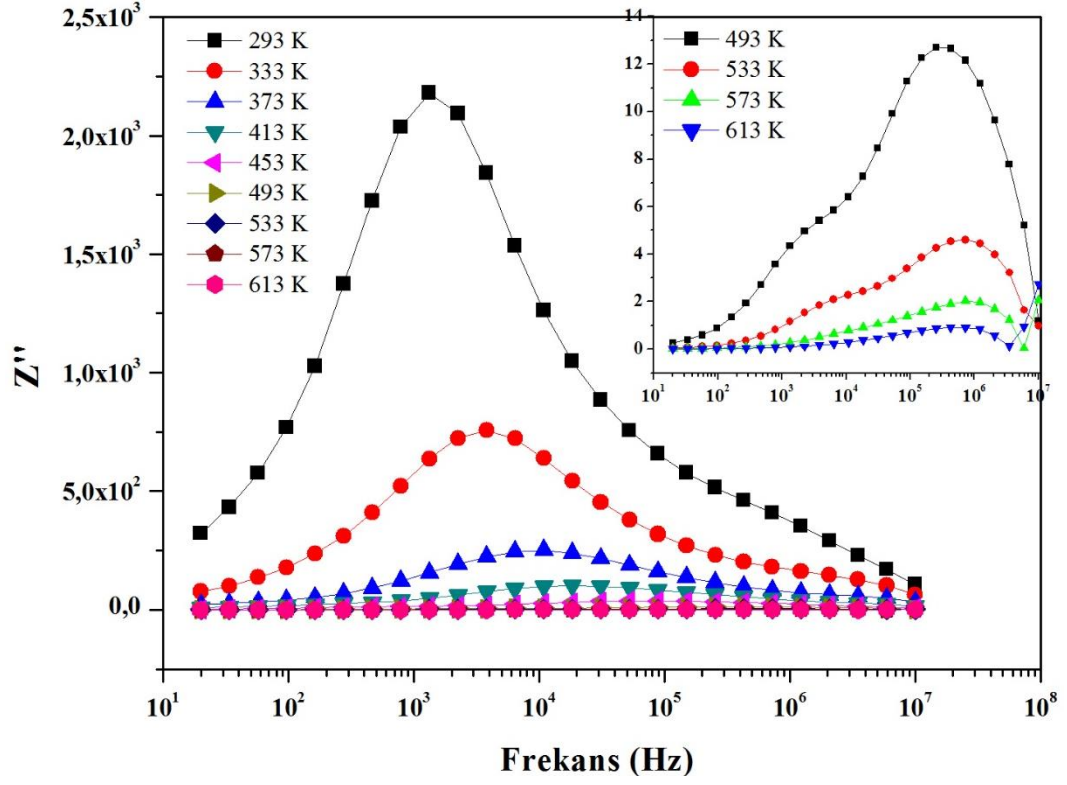 2,5x10³
2,0x10³
1,5x10³
1,0x10³
5,0x10²
0,0
Z''
293 K
333 K
373 K
413 K
453 K
493 K
533 K
573 K
613 K
10¹ 10² 10³ 10⁴ 10⁵ 10⁶ 10⁷ 10⁸
Frekans (Hz)
14
12
10
8
6
4
2
0
493 K
533 K
573 K
613 K
10¹ 10² 10³ 10⁴ 10⁵ 10⁶ 10⁷